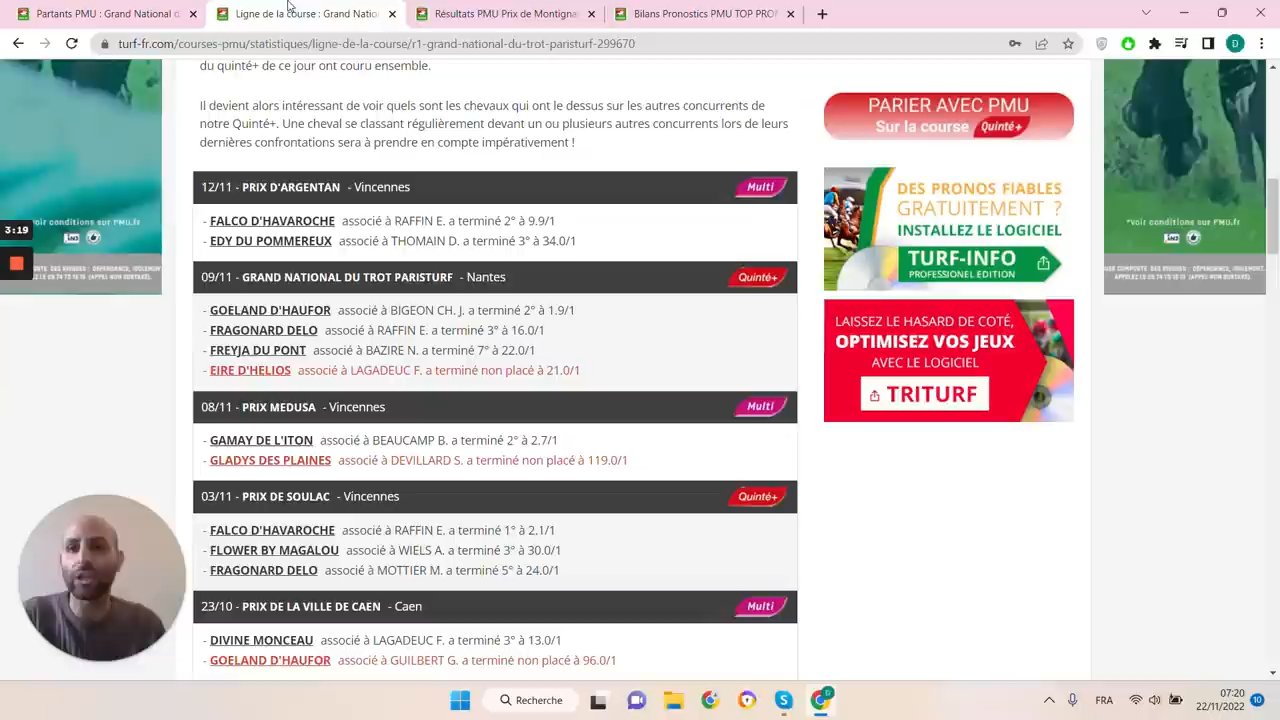 PARTANTS PMU : Grand National d
Ligne de la course : Grand Natio
Résultats PMU Prix de Montigna
Bilans Pronostics PMU TOP PRO
turf-fr.com/courses-pmu/statistiques/ligne-de-la-course/r1-grand-national-du-trot-paristurf-299670
D
du quinté+ de ce jour ont couru ensemble.
Il devient alors intéressant de voir quels sont les chevaux qui ont le dessus sur les autres concurrents de
notre Quinté+. Une cheval se classant régulièrement devant un ou plusieurs autres concurrents lors de leurs
dernières confrontations sera à prendre en compte impérativement !
12/11 - PRIX D'ARGENTAN - Vincennes Multi
- FALCO D'HAVAROCHE associé à RAFFIN E. a terminé 2° à 9.9/1
- EDY DU POMMEREUX associé à THOMAIN D. a terminé 3° à 34.0/1
09/11 - GRAND NATIONAL DU TROT PARISTURF - Nantes Quinté+
- GOELAND D'HAUFOR associé à BIGEON CH. J. a terminé 2° à 1.9/1
- FRAGONARD DELO associé à RAFFIN E. a terminé 3° à 16.0/1
- FREYJA DU PONT associé à BAZIRE N. a terminé 7° à 22.0/1
- EIRE D'HELIOS associé à LAGADEUC F. a terminé non placé à 21.0/1
08/11 - PRIX MEDUSA - Vincennes Multi
- GAMAY DE L'ITON associé à BEAUCAMP B. a terminé 2° à 2.7/1
- GLADYS DES PLAINES associé à DEVILLARD S. a terminé non placé à 119.0/1
03/11 - PRIX DE SOULAC - Vincennes Quinté+
- FALCO D'HAVAROCHE associé à RAFFIN E. a terminé 1° à 2.1/1
- FLOWER BY MAGALOU associé à WIELS A. a terminé 3° à 30.0/1
- FRAGONARD DELO associé à MOTTIER M. a terminé 5° à 24.0/1
23/10 - PRIX DE LA VILLE DE CAEN - Caen Multi
- DIVINE MONCEAU associé à LAGADEUC F. a terminé 3° à 13.0/1
- GOELAND D'HAUFOR associé à GUILBERT G. a terminé non placé à 96.0/1
PARIER AVEC PMU
Sur la course Quinté+
DES PRONOS FIABLES
GRATUITEMENT ?
INSTALLEZ LE LOGICIEL
TURF-INFO
PROFESSIONEL EDITION
LAISSEZ LE HASARD DE COTÉ,
OPTIMISEZ VOS JEUX
AVEC LE LOGICIEL
TRITURF
*Voir conditions sur PMU.fr
voir conditions sur PMU.fr
3:19
Recherche
FRA
07:20
22/11/2022
10